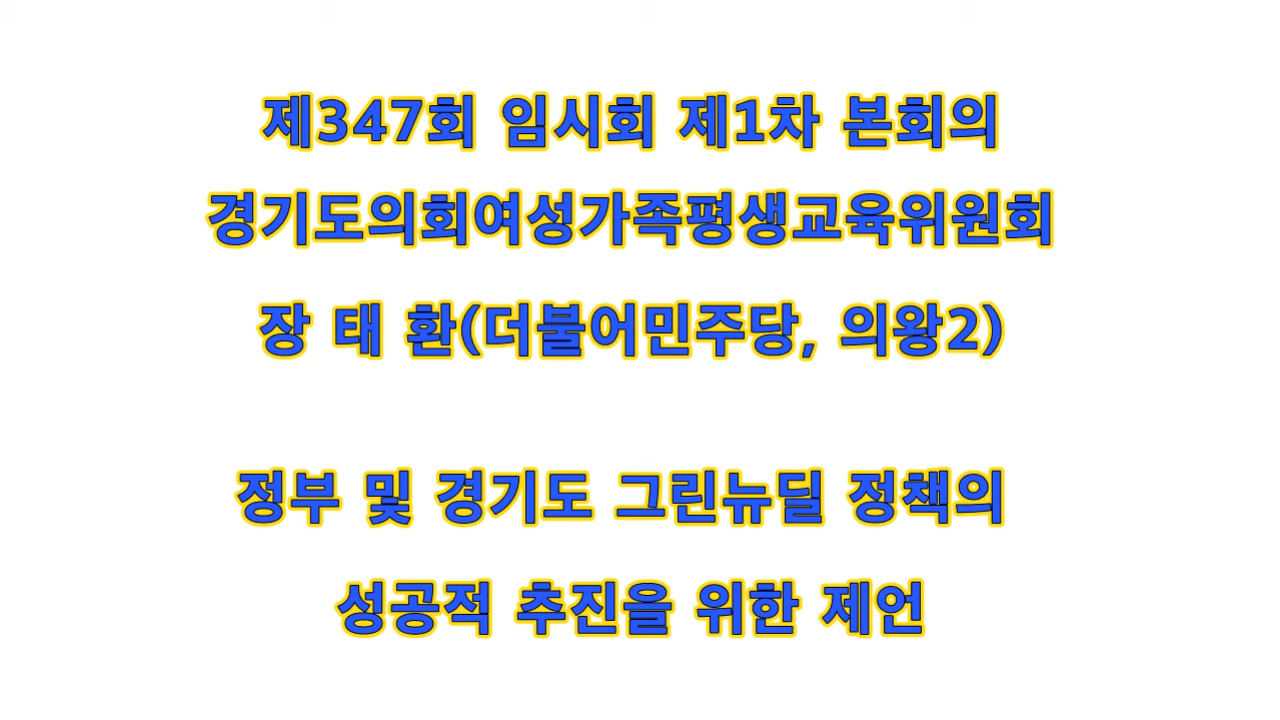 제347회 임시회 제1차 본회의
경기도의회여성가족평생교육위원회
장 태 환(더불어민주당, 의왕2)
정부 및 경기도 그린뉴딜 정책의
성공적 추진을 위한 제언